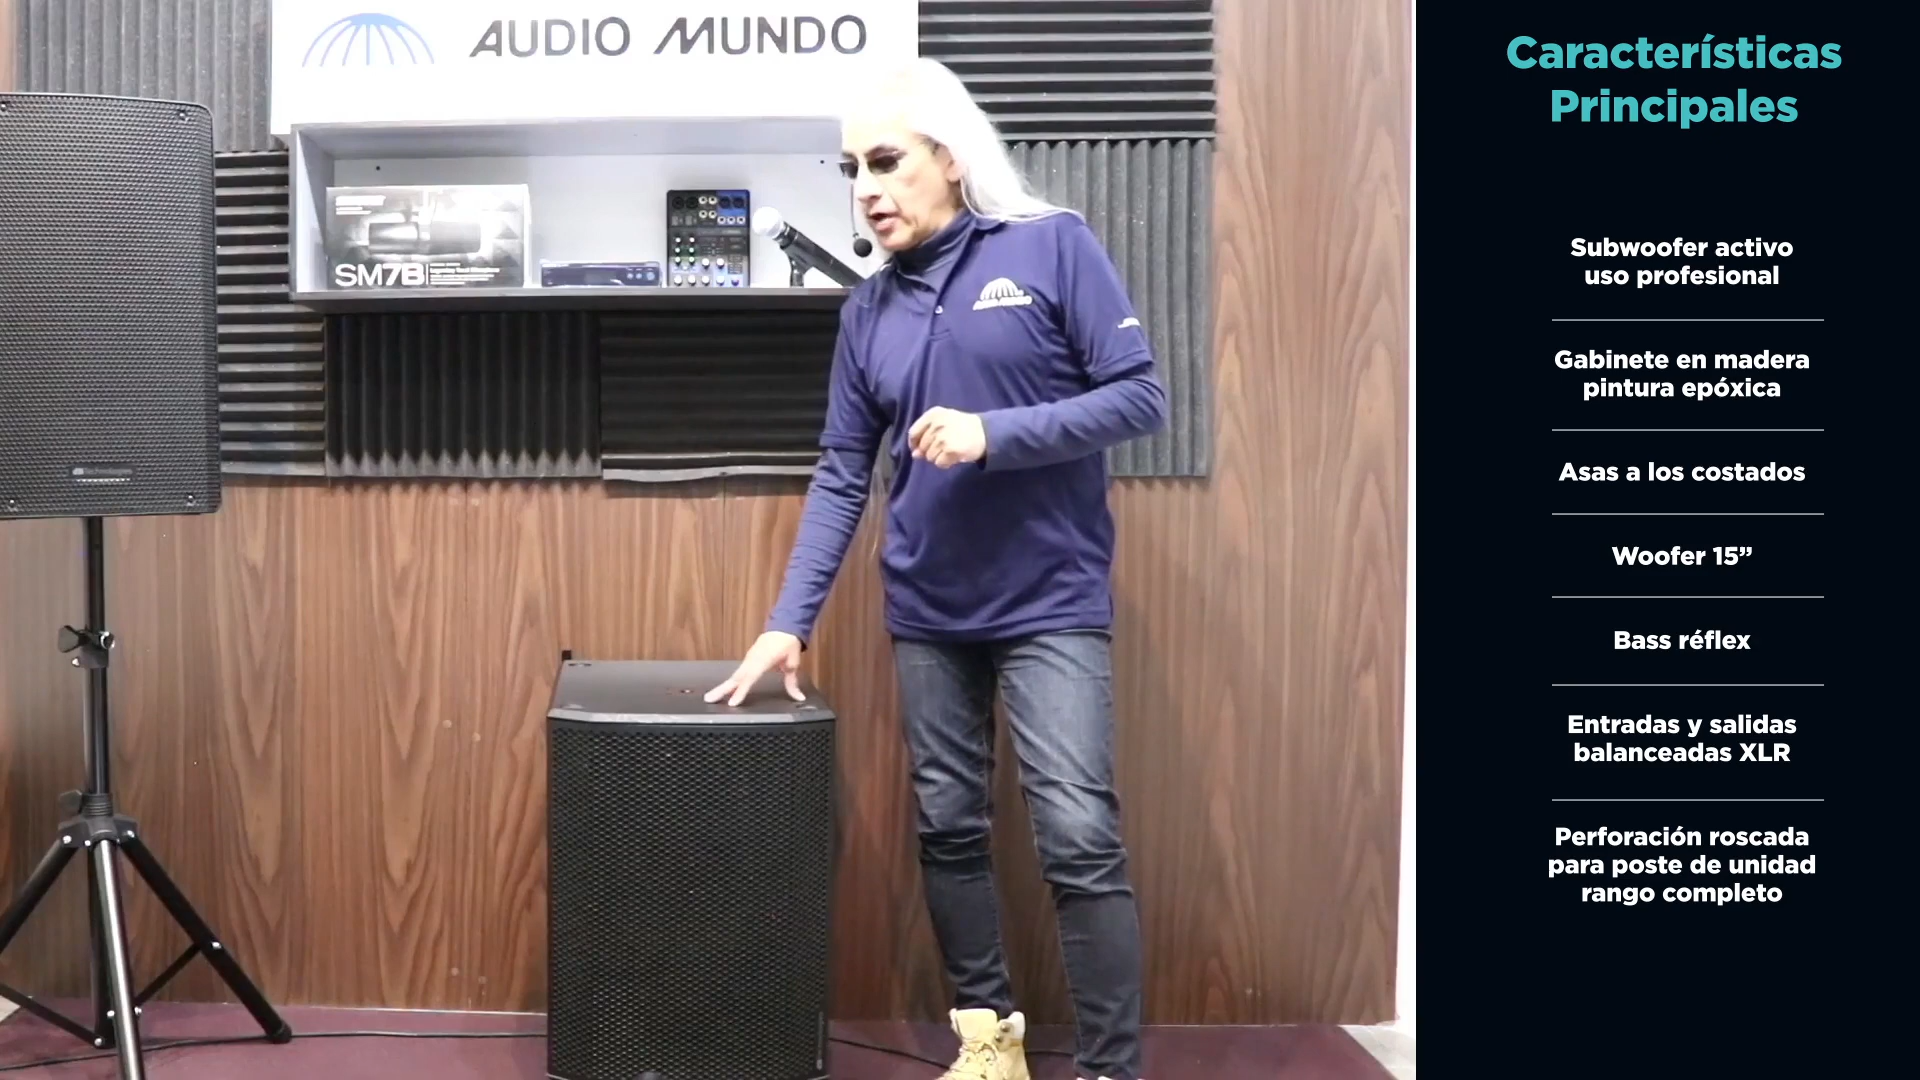 AUDIO MUNDO
SM7B
Características
Principales
Subwoofer activo
uso profesional
Gabinete en madera
pintura epóxica
Asas a los costados
Woofer 15”
Bass réflex
Entradas y salidas
balanceadas XLR
Perforación roscada
para poste de unidad
rango completo